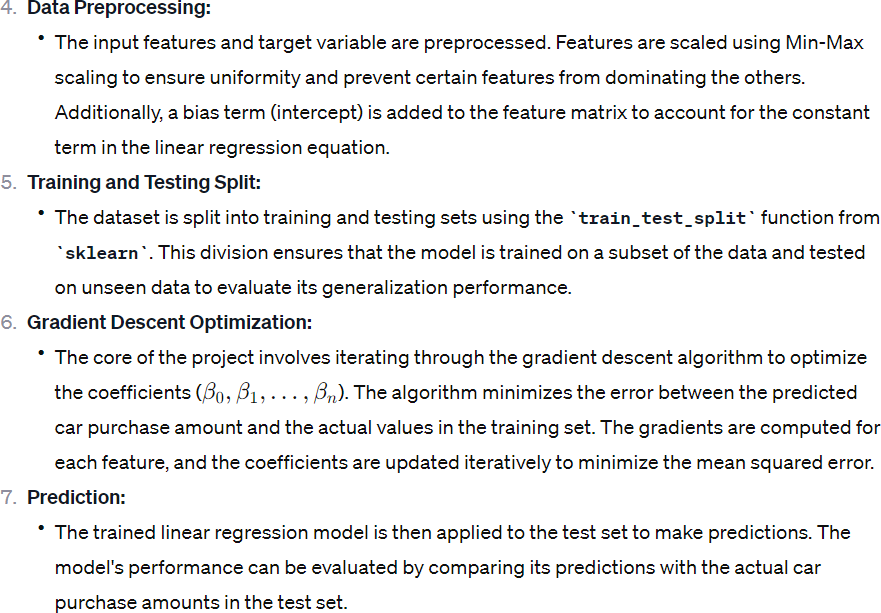 4. Data Preprocessing:
• The input features and target variable are preprocessed. Features are scaled using Min-Max
scaling to ensure uniformity and prevent certain features from dominating the others.
Additionally, a bias term (intercept) is added to the feature matrix to account for the constant
term in the linear regression equation.
5. Training and Testing Split:
• The dataset is split into training and testing sets using the `train_test_split` function from
`sklearn`. This division ensures that the model is trained on a subset of the data and tested
on unseen data to evaluate its generalization performance.
6. Gradient Descent Optimization:
• The core of the project involves iterating through the gradient descent algorithm to optimize
the coefficients (β₀, β₁, . . . , βₙ). The algorithm minimizes the error between the predicted
car purchase amount and the actual values in the training set. The gradients are computed for
each feature, and the coefficients are updated iteratively to minimize the mean squared error.
7. Prediction:
• The trained linear regression model is then applied to the test set to make predictions. The
model's performance can be evaluated by comparing its predictions with the actual car
purchase amounts in the test set.